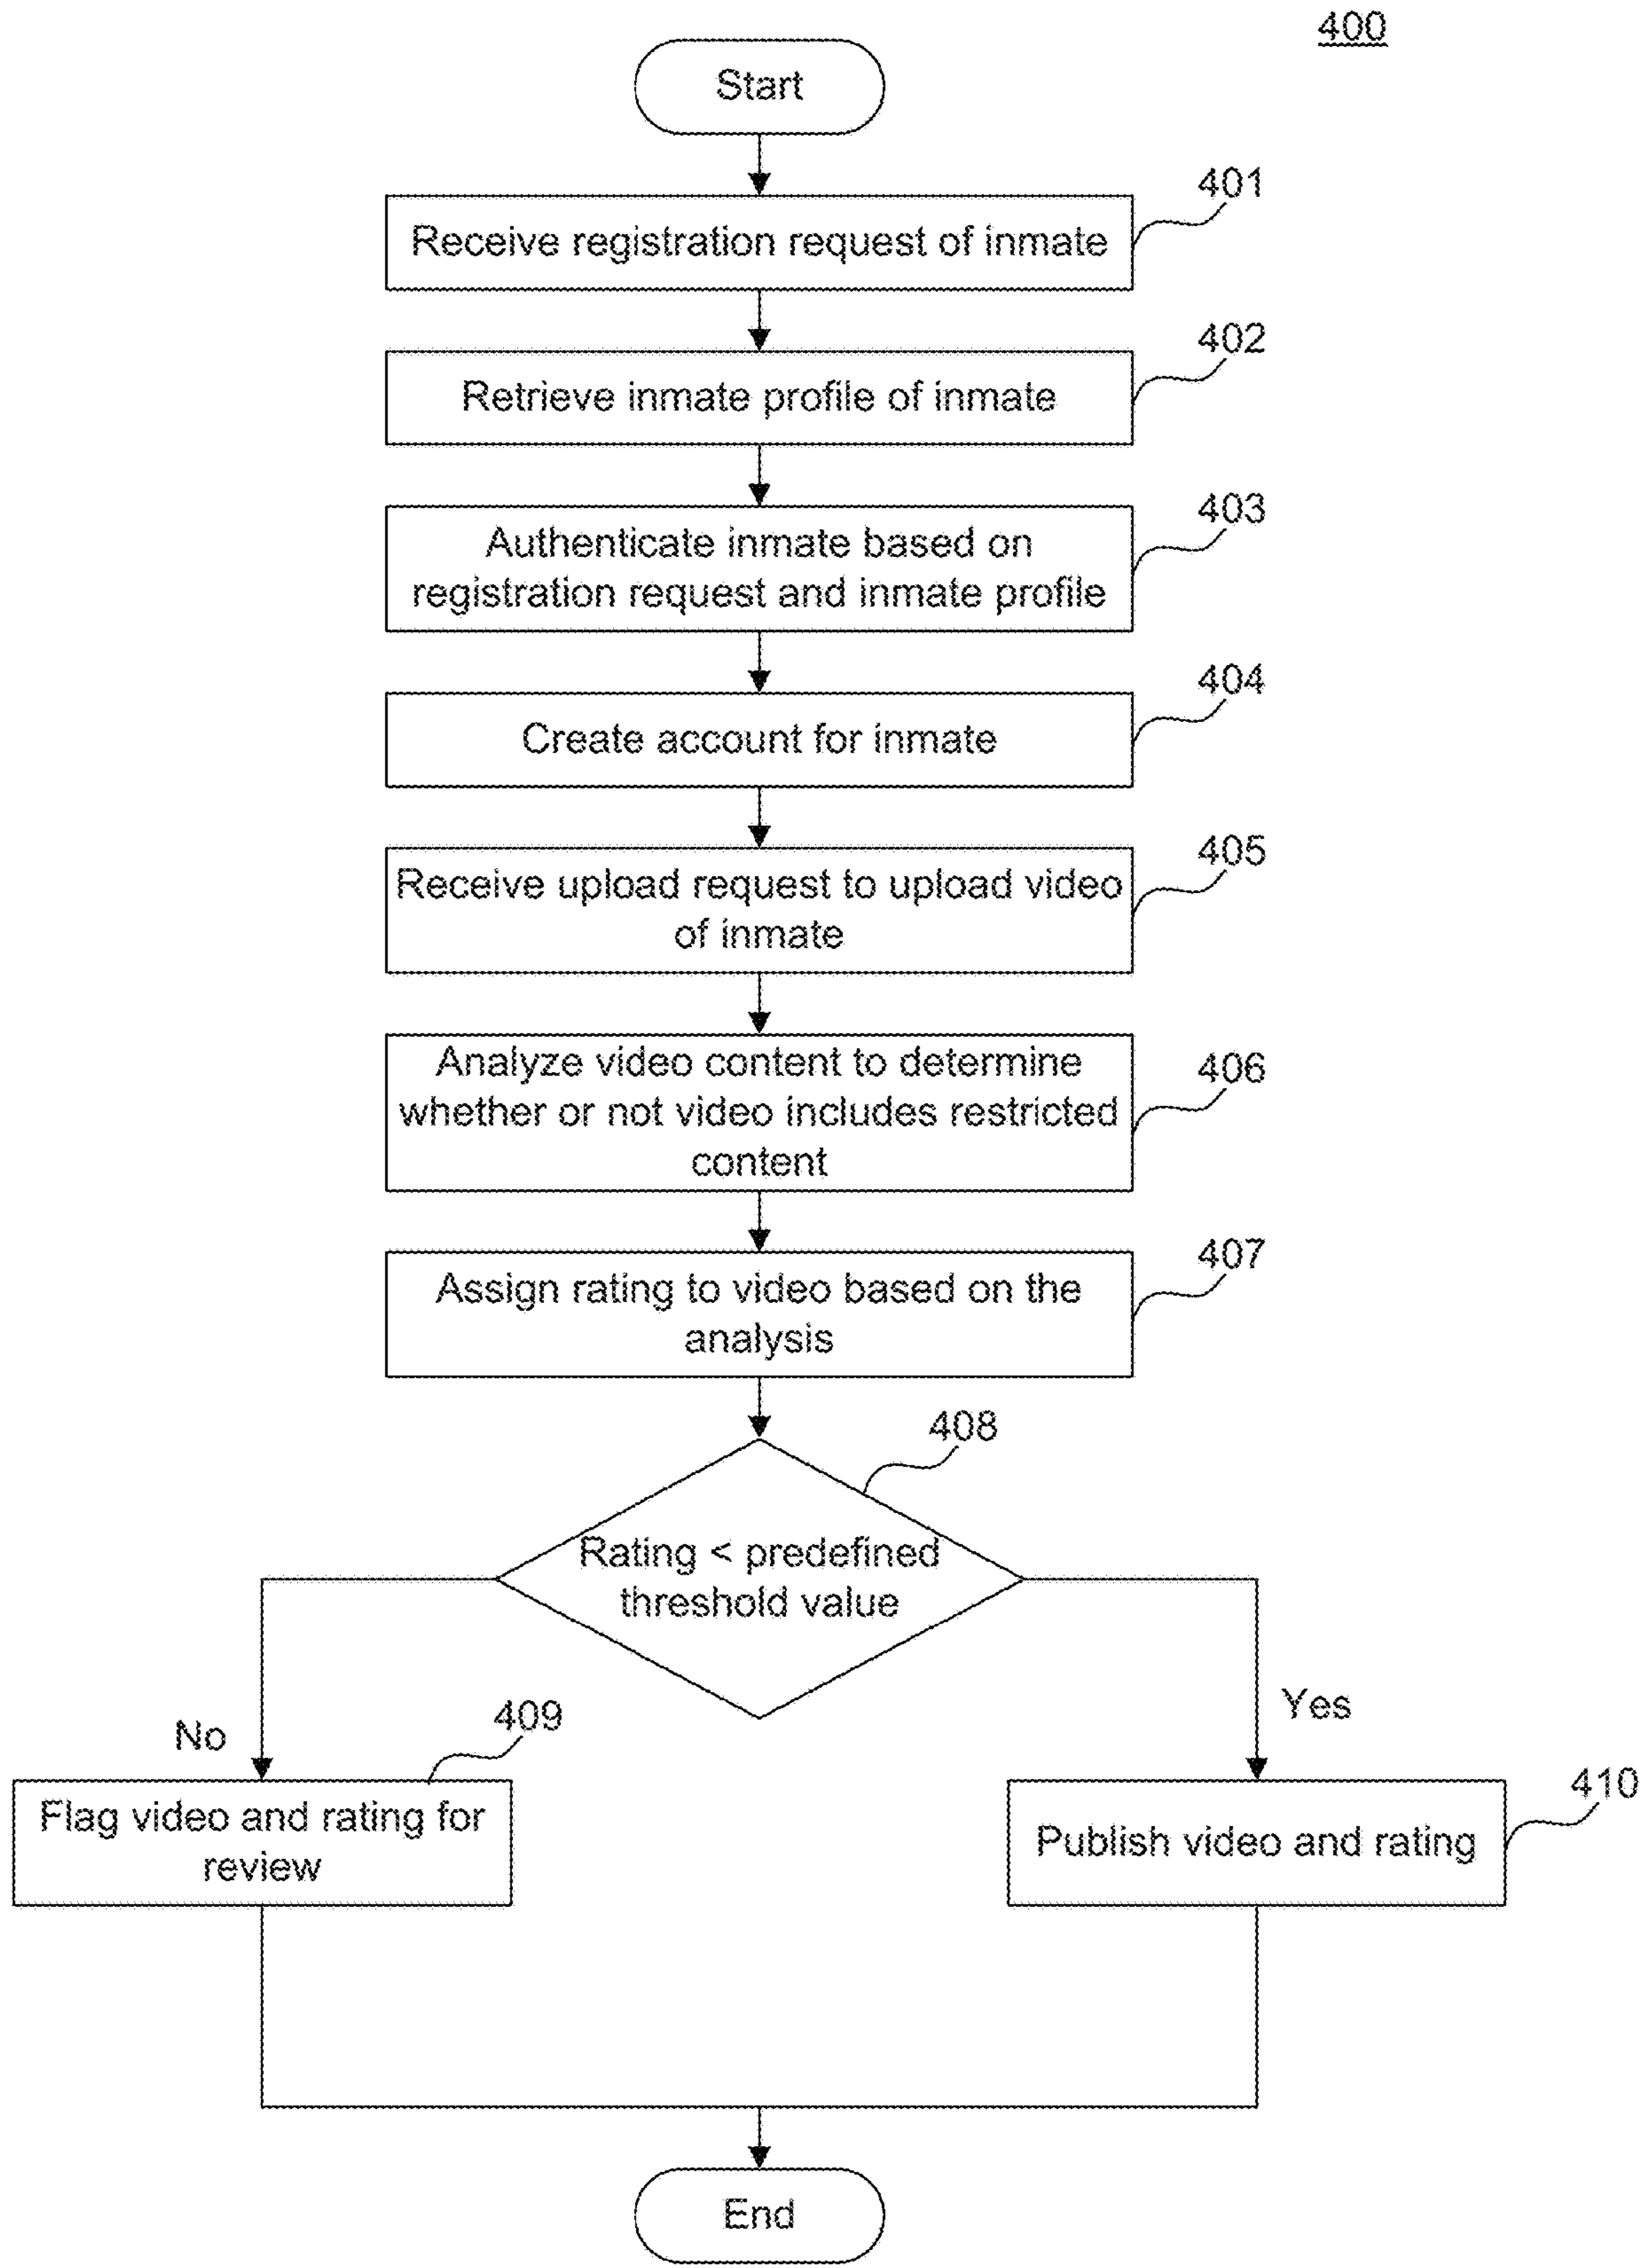 400
Start
401
Receive registration request of inmate
402
Retrieve inmate profile of inmate
403
Authenticate inmate based on
registration request and inmate profile
404
Create account for inmate
405
Receive upload request to upload video
of inmate
406
Analyze video content to determine
whether or not video includes restricted
content
407
Assign rating to video based on the
analysis
408
Rating < predefined
threshold value
No
Yes
409
Flag video and rating for
review
410
Publish video and rating
End